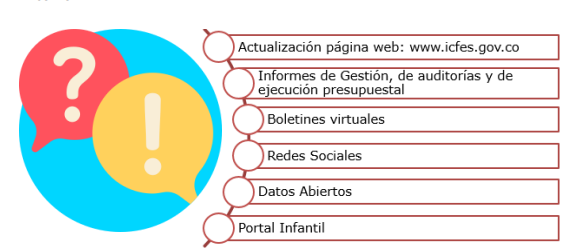 Actualización página web: www.icfes.gov.co
Informes de Gestión, de auditorías y de
ejecución presupuestal
Boletines virtuales
Redes Sociales
Datos Abiertos
Portal Infantil